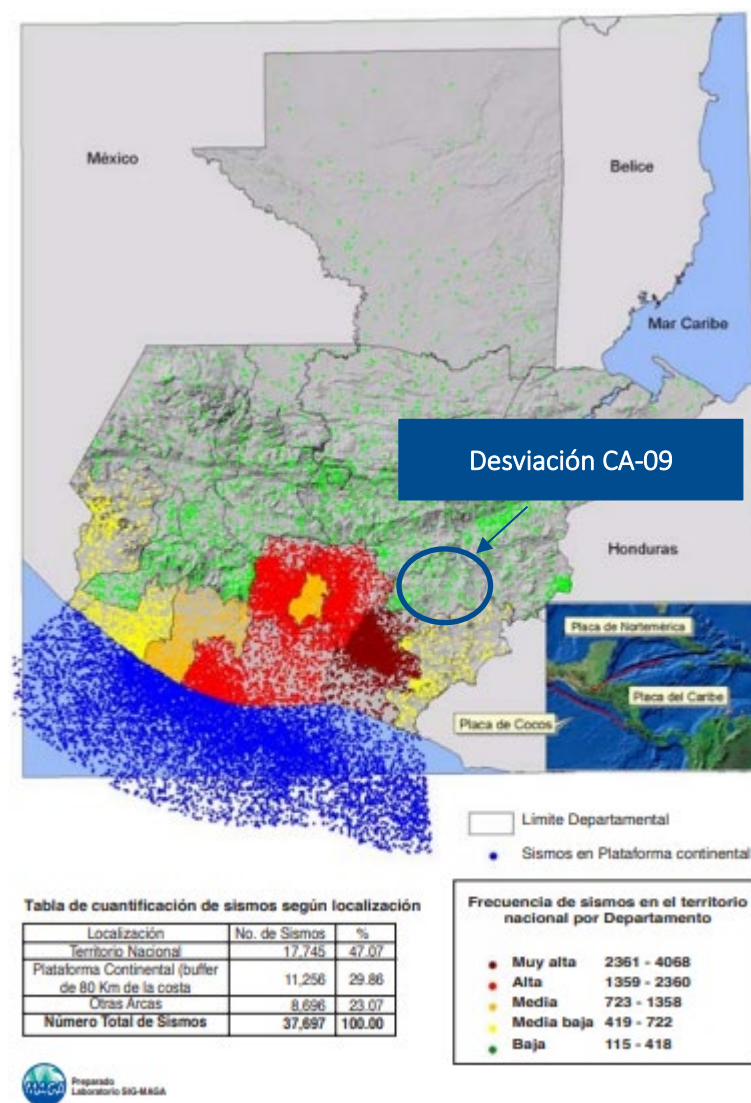 México
Belice
Mar Caribe
Desviación CA-09
Honduras
Placa de Norteamérica
Placa del Caribe
Placa de Cocos
Límite Departamental
Sismos en Plataforma continental
Tabla de cuantificación de sismos según localización
Localización No. de Sismos %
Territorio Nacional 17,745 47.07
Plataforma Continental (buffer
de 80 Km de la costa 11,256 29.86
Otras Arcas 8,696 23.07
Número Total de Sismos 37,697 100.00
Frecuencia de sismos en el territorio
nacional por Departamento
Muy alta 2361 - 4068
Alta 1359 - 2360
Media 723 - 1358
Media baja 419 - 722
Baja 115 - 418
MAGA
Preparado
Laboratorio SIG-MAGA